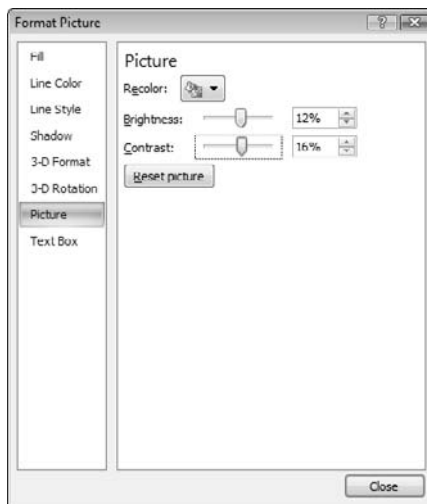 Format Picture
Fill
Line Color
Line Style
Shadow
3-D Format
3-D Rotation
Picture
Text Box
Picture
Recolor:
Brightness: 12%
Contrast: 16%
Reset picture
Close